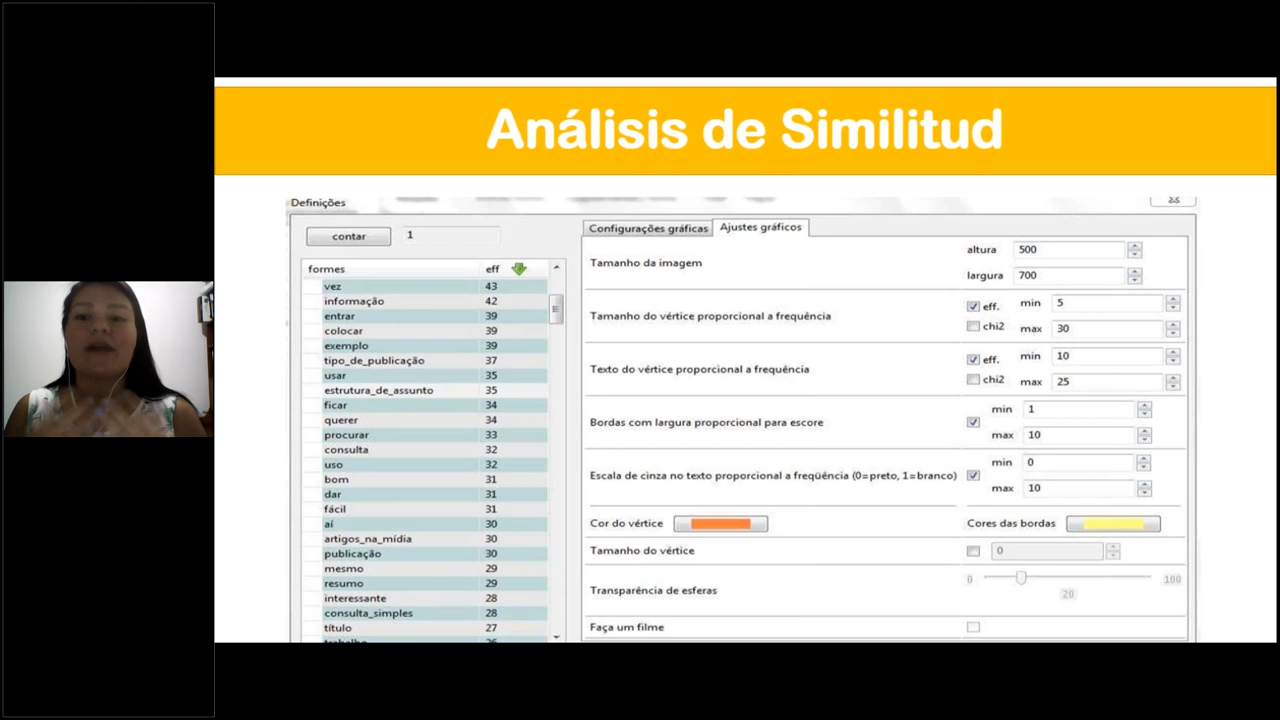 Análisis de Similitud
Definições
contar 1
formes eff
vez 43
informação 42
entrar 39
colocar 39
exemplo 39
tipo_de_publicação 37
usar 35
estrutura_de_assunto 35
ficar 34
querer 34
procurar 33
consulta 32
uso 32
bom 31
dar 31
fácil 31
aí 30
artigos_na_mídia 30
publicação 30
mesmo 29
resumo 29
interessante 28
consulta_simples 28
título 27
Configurações gráficas Ajustes gráficos
Tamanho da imagem
altura 500
largura 700
Tamanho do vértice proporcional a frequência
eff. min 5
chi2 max 30
Texto do vértice proporcional a frequência
eff. min 10
chi2 max 25
Bordas com largura proporcional para escore
min 1
max 10
Escala de cinza no texto proporcional a freqüência (0=preto, 1=branco)
min 0
max 10
Cor do vértice Cores das bordas
Tamanho do vértice 0
Transparência de esferas
0 100
20
Faça um filme